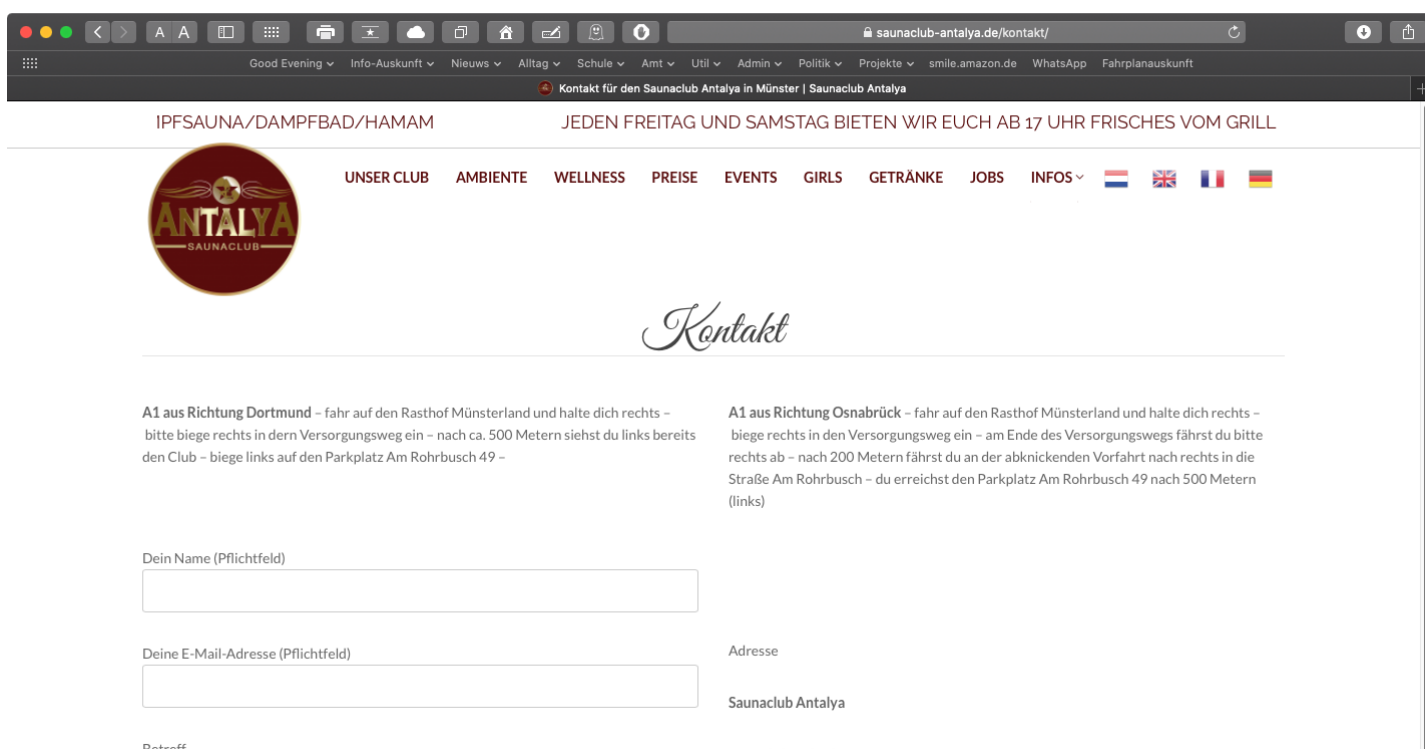 A A
saunaclub-antalya.de/kontakt/
Good Evening Info-Auskunft Nieuws Alltag Schule Amt Util Admin Politik Projekte smile.amazon.de WhatsApp Fahrplanauskunft
Kontakt für den Saunaclub Antalya in Münster | Saunaclub Antalya
IPFSAUNA/DAMPFBAD/HAMAM JEDEN FREITAG UND SAMSTAG BIETEN WIR EUCH AB 17 UHR FRISCHES VOM GRILL
UNSER CLUB AMBIENTE WELLNESS PREISE EVENTS GIRLS GETRÄNKE JOBS INFOS
ANTALYA
SAUNACLUB
Kontakt
A1 aus Richtung Dortmund – fahr auf den Rasthof Münsterland und halte dich rechts –
bitte biege rechts in dern Versorgungsweg ein – nach ca. 500 Metern siehst du links bereits
den Club – biege links auf den Parkplatz Am Rohrbusch 49 –
A1 aus Richtung Osnabrück – fahr auf den Rasthof Münsterland und halte dich rechts –
biege rechts in den Versorgungsweg ein – am Ende des Versorgungswegs fährst du bitte
rechts ab – nach 200 Metern fährst du an der abknickenden Vorfahrt nach rechts in die
Straße Am Rohrbusch – du erreichst den Parkplatz Am Rohrbusch 49 nach 500 Metern
(links)
Dein Name (Pflichtfeld)
Deine E-Mail-Adresse (Pflichtfeld)
Adresse
Saunaclub Antalya
Betreff